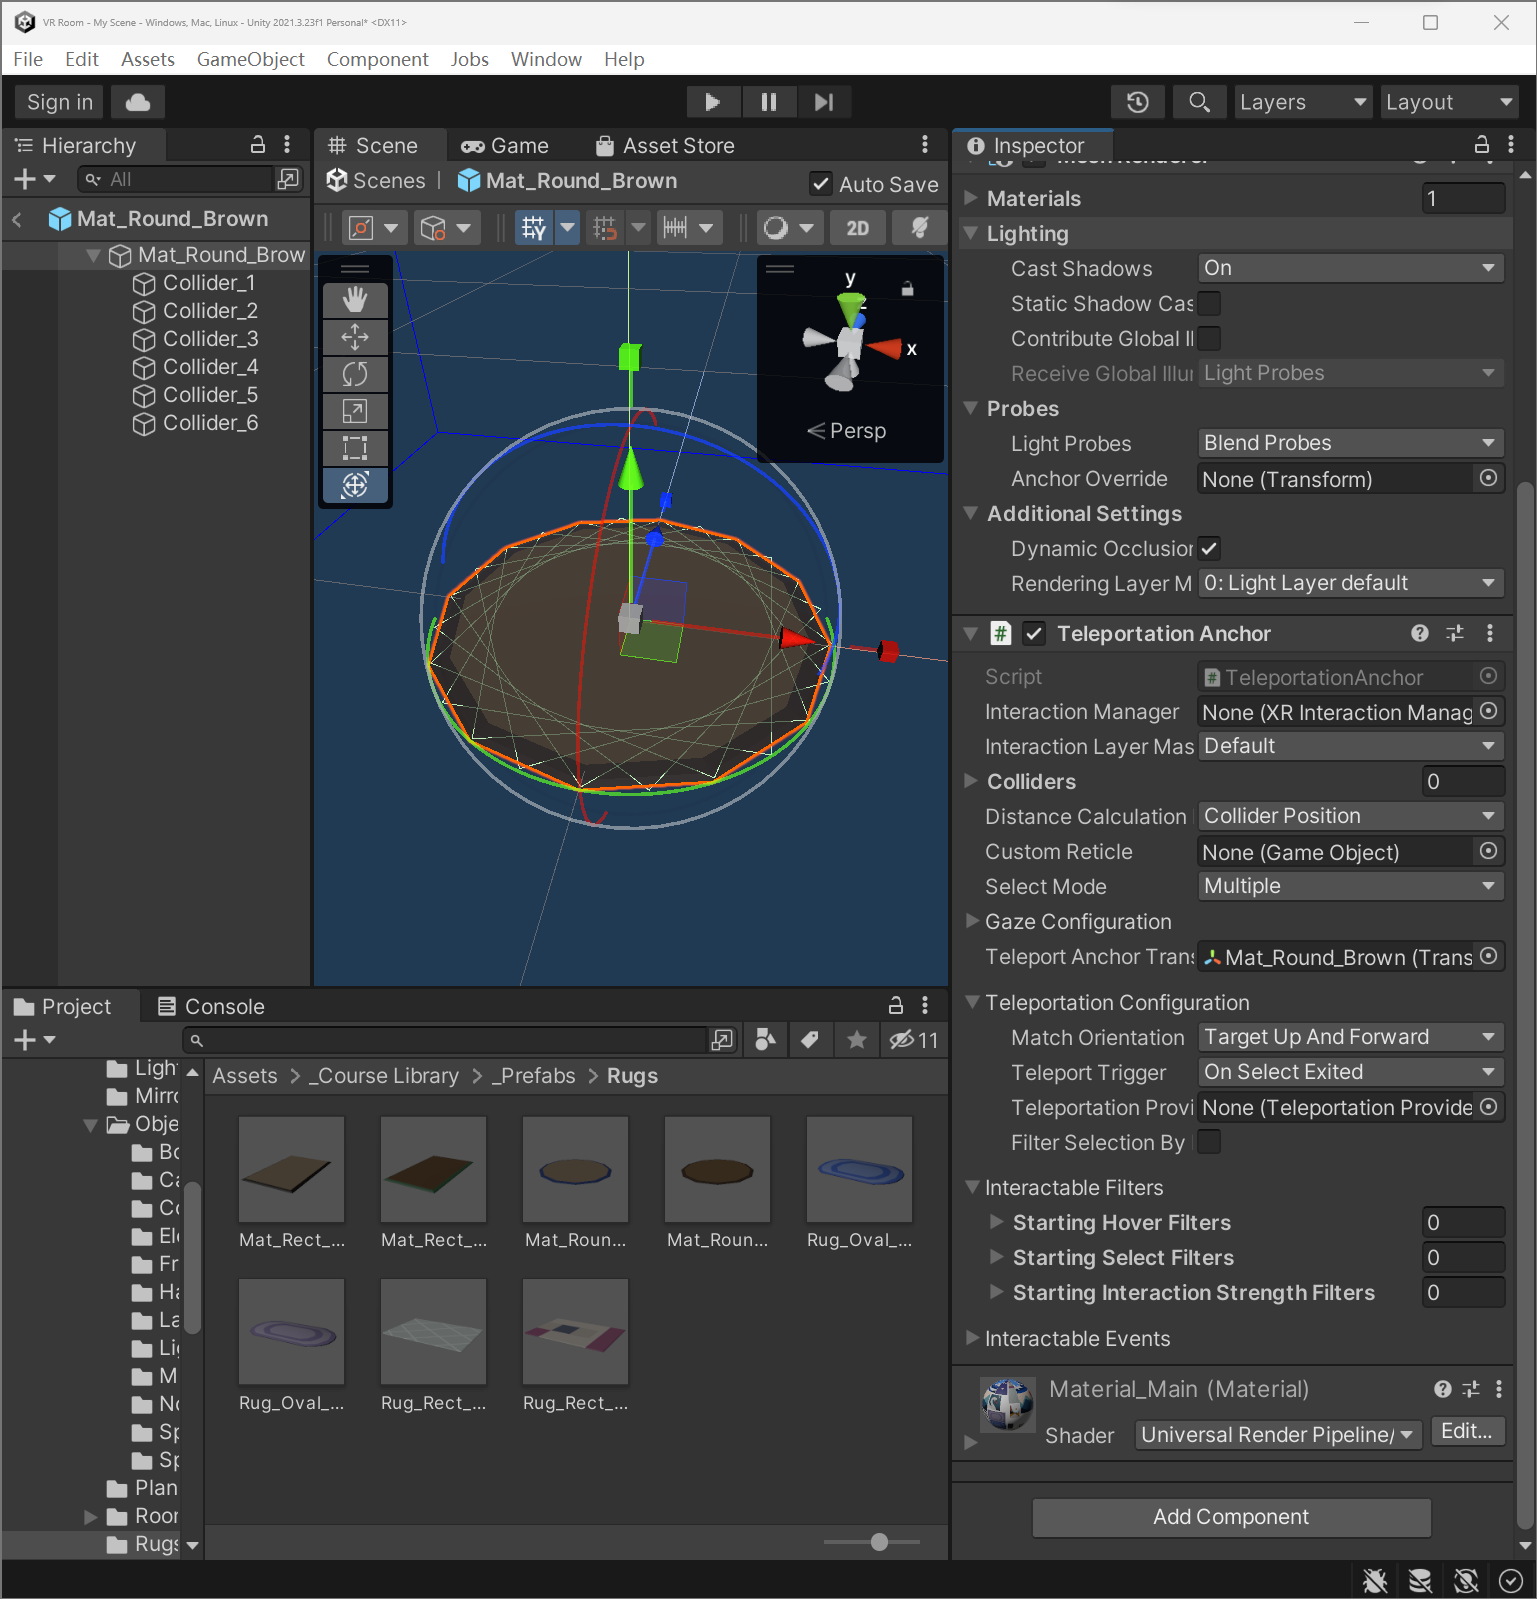 VR Room - My Scene - Windows, Mac, Linux - Unity 2021.3.23f1 Personal* <DX11>
File Edit Assets GameObject Component Jobs Window Help
Sign in
Layers
Layout
Hierarchy
All
Mat_Round_Brown
Mat_Round_Brow
Collider_1
Collider_2
Collider_3
Collider_4
Collider_5
Collider_6
Scene Game Asset Store
Scenes | Mat_Round_Brown Auto Save
2D
y
x
Persp
Inspector
Materials 1
Lighting
Cast Shadows On
Static Shadow Cas
Contribute Global Il
Receive Global Illur Light Probes
Probes
Light Probes Blend Probes
Anchor Override None (Transform)
Additional Settings
Dynamic Occlusior
Rendering Layer M 0: Light Layer default
Teleportation Anchor
Script TeleportationAnchor
Interaction Manager None (XR Interaction Manag
Interaction Layer Mas Default
Colliders 0
Distance Calculation Collider Position
Custom Reticle None (Game Object)
Select Mode Multiple
Gaze Configuration
Teleport Anchor Trans Mat_Round_Brown (Trans
Teleportation Configuration
Match Orientation Target Up And Forward
Teleport Trigger On Select Exited
Teleportation Provi None (Teleportation Provide
Filter Selection By
Interactable Filters
Starting Hover Filters 0
Starting Select Filters 0
Starting Interaction Strength Filters 0
Interactable Events
Material_Main (Material)
Shader Universal Render Pipeline/ Edit...
Add Component
Project Console
11
Ligh
Mirro
Obje
Bo
Ca
Co
Ele
Fr
Ha
La
Lig
M
No
Sp
Sp
Plan
Roor
Rugs
Assets > _Course Library > _Prefabs > Rugs
Mat_Rect_... Mat_Rect_... Mat_Roun... Mat_Roun... Rug_Oval_...
Rug_Oval_... Rug_Rect_... Rug_Rect_...